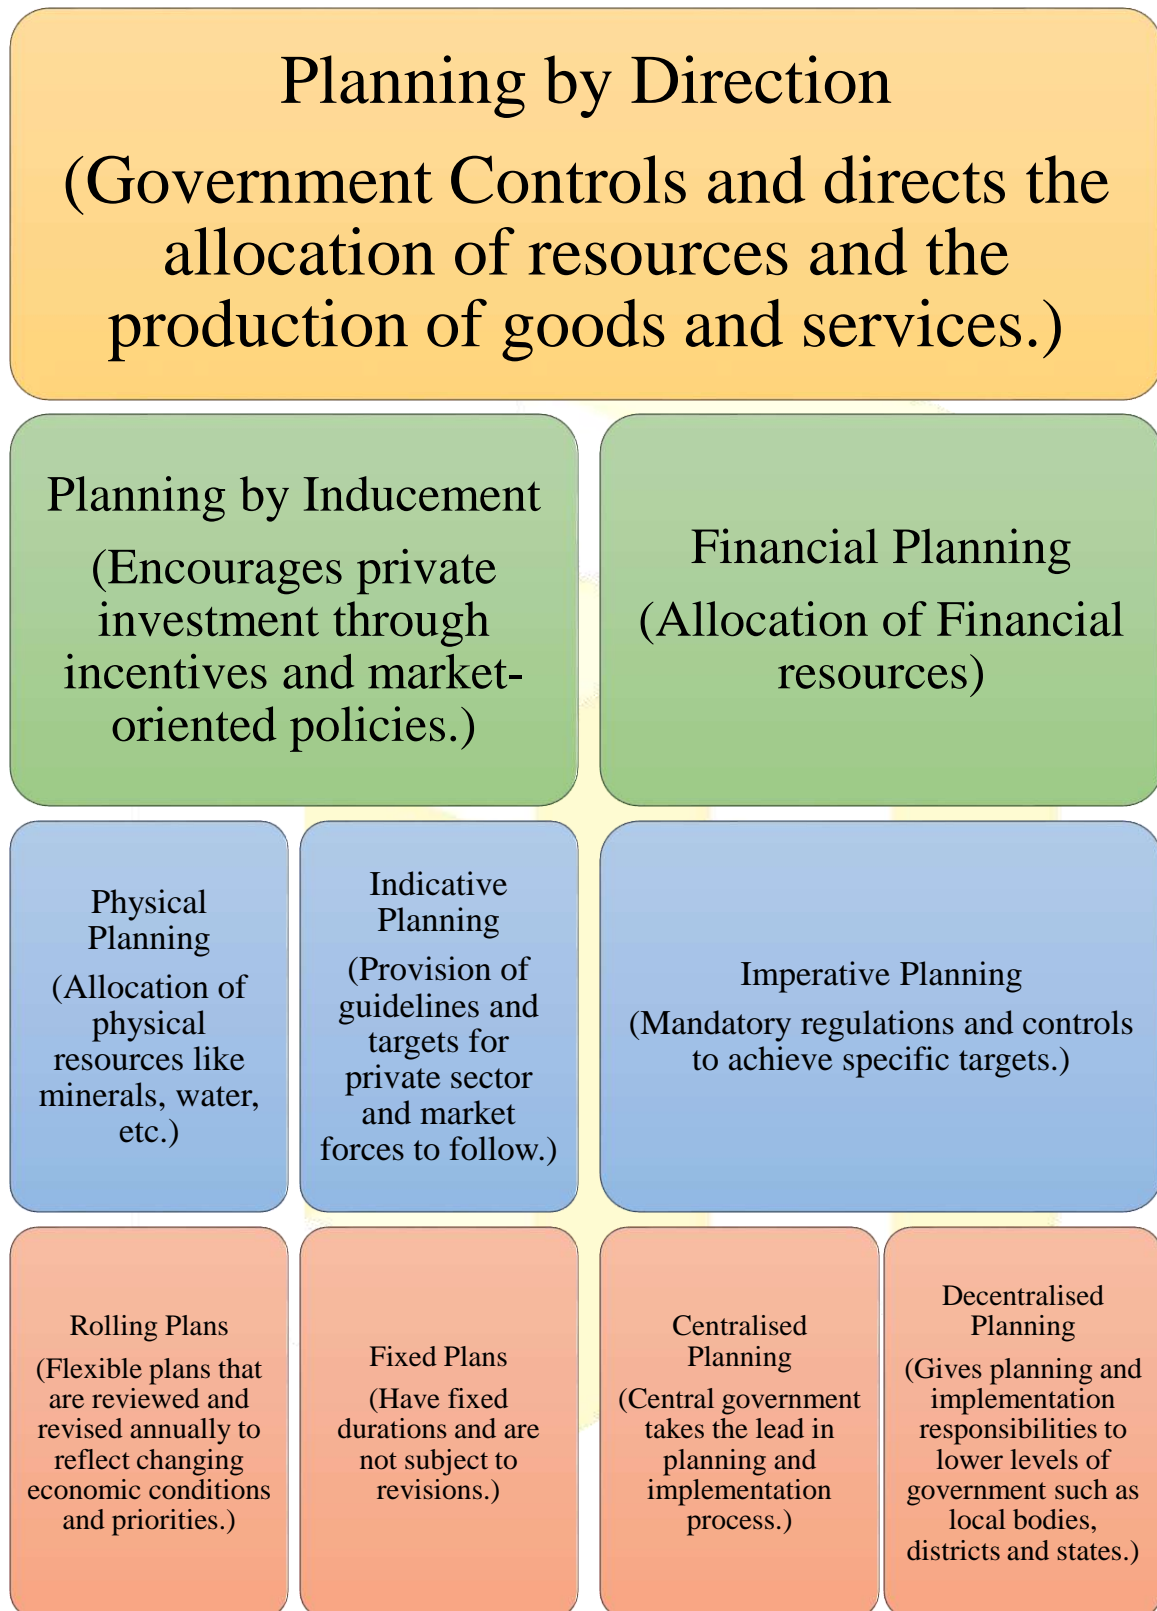 Planning by Direction
(Government Controls and directs the
allocation of resources and the
production of goods and services.)
Planning by Inducement
(Encourages private
investment through
incentives and market-
oriented policies.)
Financial Planning
(Allocation of Financial
resources)
Physical
Planning
(Allocation of
physical
resources like
minerals, water,
etc.)
Indicative
Planning
(Provision of
guidelines and
targets for
private sector
and market
forces to follow.)
Imperative Planning
(Mandatory regulations and controls
to achieve specific targets.)
Rolling Plans
(Flexible plans that
are reviewed and
revised annually to
reflect changing
economic conditions
and priorities.)
Fixed Plans
(Have fixed
durations and are
not subject to
revisions.)
Centralised
Planning
(Central government
takes the lead in
planning and
implementation
process.)
Decentralised
Planning
(Gives planning and
implementation
responsibilities to
lower levels of
government such as
local bodies,
districts and states.)